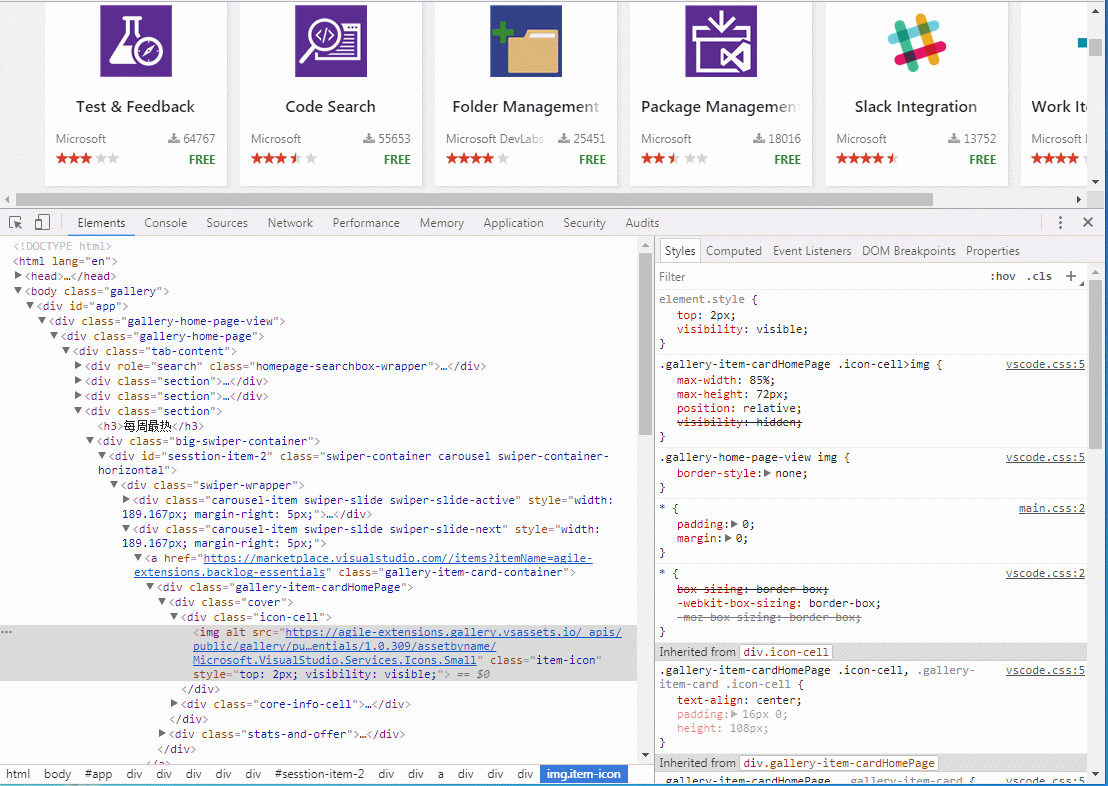 Test & Feedback
Code Search
Folder Management
Package Managemen
Slack Integration
Work Ite
Microsoft 64767
Microsoft 55653
Microsoft DevLabs 25451
Microsoft 18016
Microsoft 13752
Microsoft
FREE
FREE
FREE
FREE
FREE
Elements Console Sources Network Performance Memory Application Security Audits
<!DOCTYPE html>
<html lang="en">
<head>…</head>
<body class="gallery">
<div id="app">
<div class="gallery-home-page-view">
<div class="gallery-home-page">
<div class="tab-content">
<div role="search" class="homepage-searchbox-wrapper">…</div>
<div class="section">…</div>
<div class="section">…</div>
<div class="section">
<h3>每周最热</h3>
<div class="big-swiper-container">
<div id="sesstion-item-2" class="swiper-container carousel swiper-container-
horizontal">
<div class="swiper-wrapper">
<div class="carousel-item swiper-slide swiper-slide-active" style="width:
189.167px; margin-right: 5px;">…</div>
<div class="carousel-item swiper-slide swiper-slide-next" style="width:
189.167px; margin-right: 5px;">
<a href="https://marketplace.visualstudio.com//items?itemName=agile-
extensions.backlog-essentials" class="gallery-item-card-container">
<div class="gallery-item-cardHomePage">
<div class="cover">
<div class="icon-cell">
<img alt src="https://agile-extensions.gallery.vsassets.io/_apis/
public/gallery/pu…entials/1.0.309/assetbyname/
Microsoft.VisualStudio.Services.Icons.Small" class="item-icon"
style="top: 2px; visibility: visible;"> == $0
</div>
<div class="core-info-cell">…</div>
</div>
<div class="stats-and-offer">…</div>
</div>
</a>
html body #app div div div div div #sesstion-item-2 div div a div div div img.item-icon
Styles Computed Event Listeners DOM Breakpoints Properties
Filter :hov .cls +
element.style {
top: 2px;
visibility: visible;
}
.gallery-item-cardHomePage .icon-cell>img { vscode.css:5
max-width: 85%;
max-height: 72px;
position: relative;
visibility: hidden;
}
.gallery-home-page-view img { vscode.css:5
border-style: none;
}
* { main.css:2
padding: 0;
margin: 0;
}
* { vscode.css:2
box-sizing: border-box;
-webkit-box-sizing: border-box;
-moz-box-sizing: border-box;
}
Inherited from div.icon-cell
.gallery-item-cardHomePage .icon-cell, .gallery- vscode.css:5
item-card .icon-cell {
text-align: center;
padding: 16px 0;
height: 108px;
}
Inherited from div.gallery-item-cardHomePage
.gallery-item-cardHomePage, .gallery-item-card { vscode.css:5